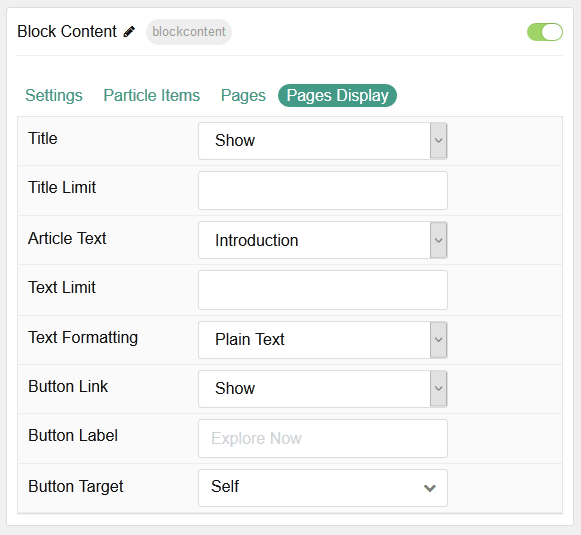 Block Content blockcontent
Settings Particle Items Pages Pages Display
Title Show
Title Limit
Article Text Introduction
Text Limit
Text Formatting Plain Text
Button Link Show
Button Label Explore Now
Button Target Self